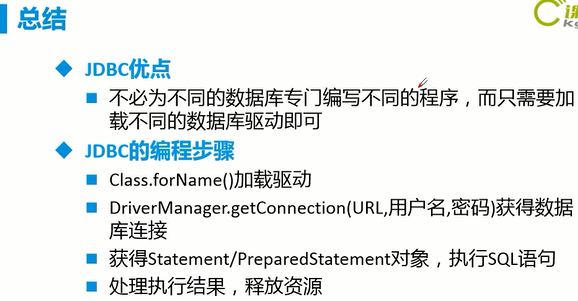 总结
JDBC优点
不必为不同的数据库专门编写不同的程序，而只需要加
载不同的数据库驱动即可
JDBC的编程步骤
Class.forName()加载驱动
DriverManager.getConnection(URL,用户名,密码)获得数据
库连接
获得Statement/PreparedStatement对象，执行SQL语句
处理执行结果，释放资源